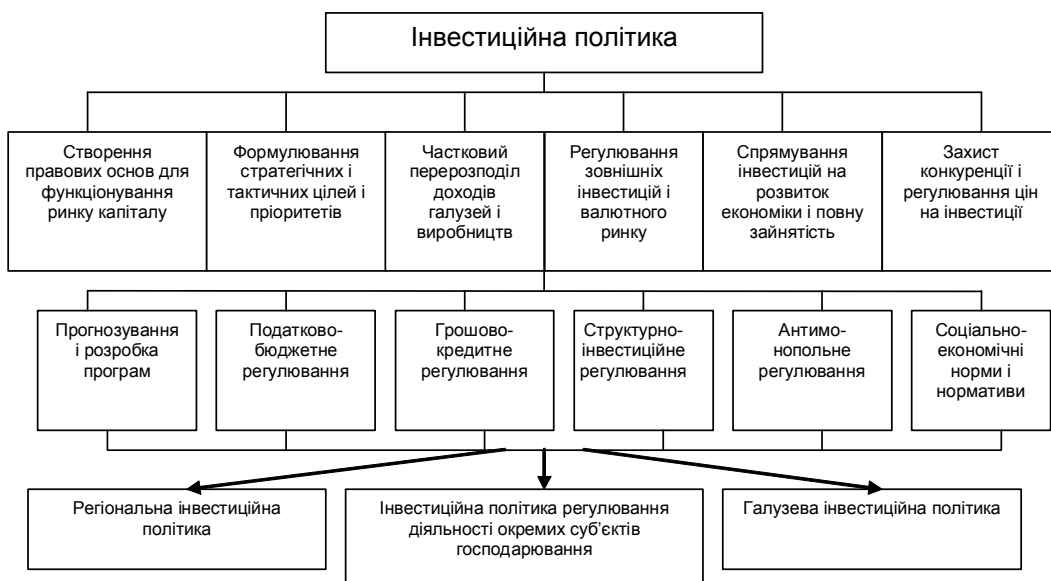 Інвестиційна політика
Створення
правових основ для
функціонування
ринку капіталу
Формулювання
стратегічних і
тактичних цілей і
пріоритетів
Частковий
перерозподіл
доходів
галузей і
виробництв
Регулювання
зовнішніх
інвестицій і
валютного
ринку
Спрямування
інвестицій на
розвиток
економіки і повну
зайнятість
Захист
конкуренції і
регулювання цін
на інвестиції
Прогнозування
і розробка
програм
Податково-
бюджетне
регулювання
Грошово-
кредитне
регулювання
Структурно-
інвестиційне
регулювання
Антимо-
нопольне
регулювання
Соціально-
економічні
норми і
нормативи
Регіональна інвестиційна
політика
Інвестиційна політика регулювання
діяльності окремих суб’єктів
господарювання
Галузева інвестиційна політика